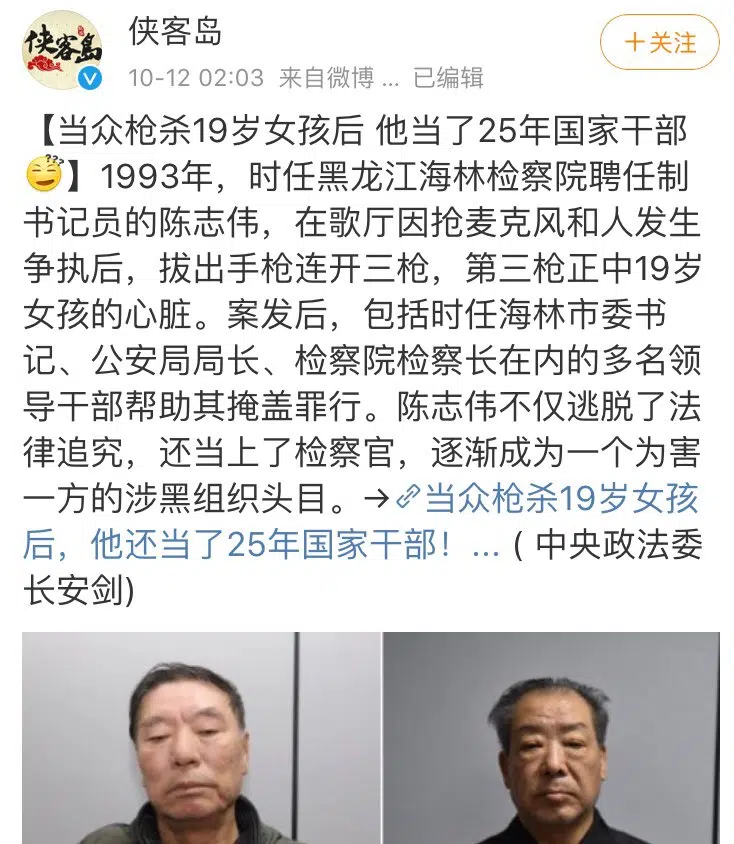 侠客岛
侠客岛
+关注
10-12 02:03 来自微博 ... 已编辑
【当众枪杀19岁女孩后 他当了25年国家干部
】1993年，时任黑龙江海林检察院聘任制
书记员的陈志伟，在歌厅因抢麦克风和人发生
争执后，拔出手枪连开三枪，第三枪正中19岁
女孩的心脏。案发后，包括时任海林市委书
记、公安局局长、检察院检察长在内的多名领
导干部帮助其掩盖罪行。陈志伟不仅逃脱了法
律追究，还当上了检察官，逐渐成为一个为害
一方的涉黑组织头目。→当众枪杀19岁女孩
后，他还当了25年国家干部！... ( 中央政法委
长安剑)